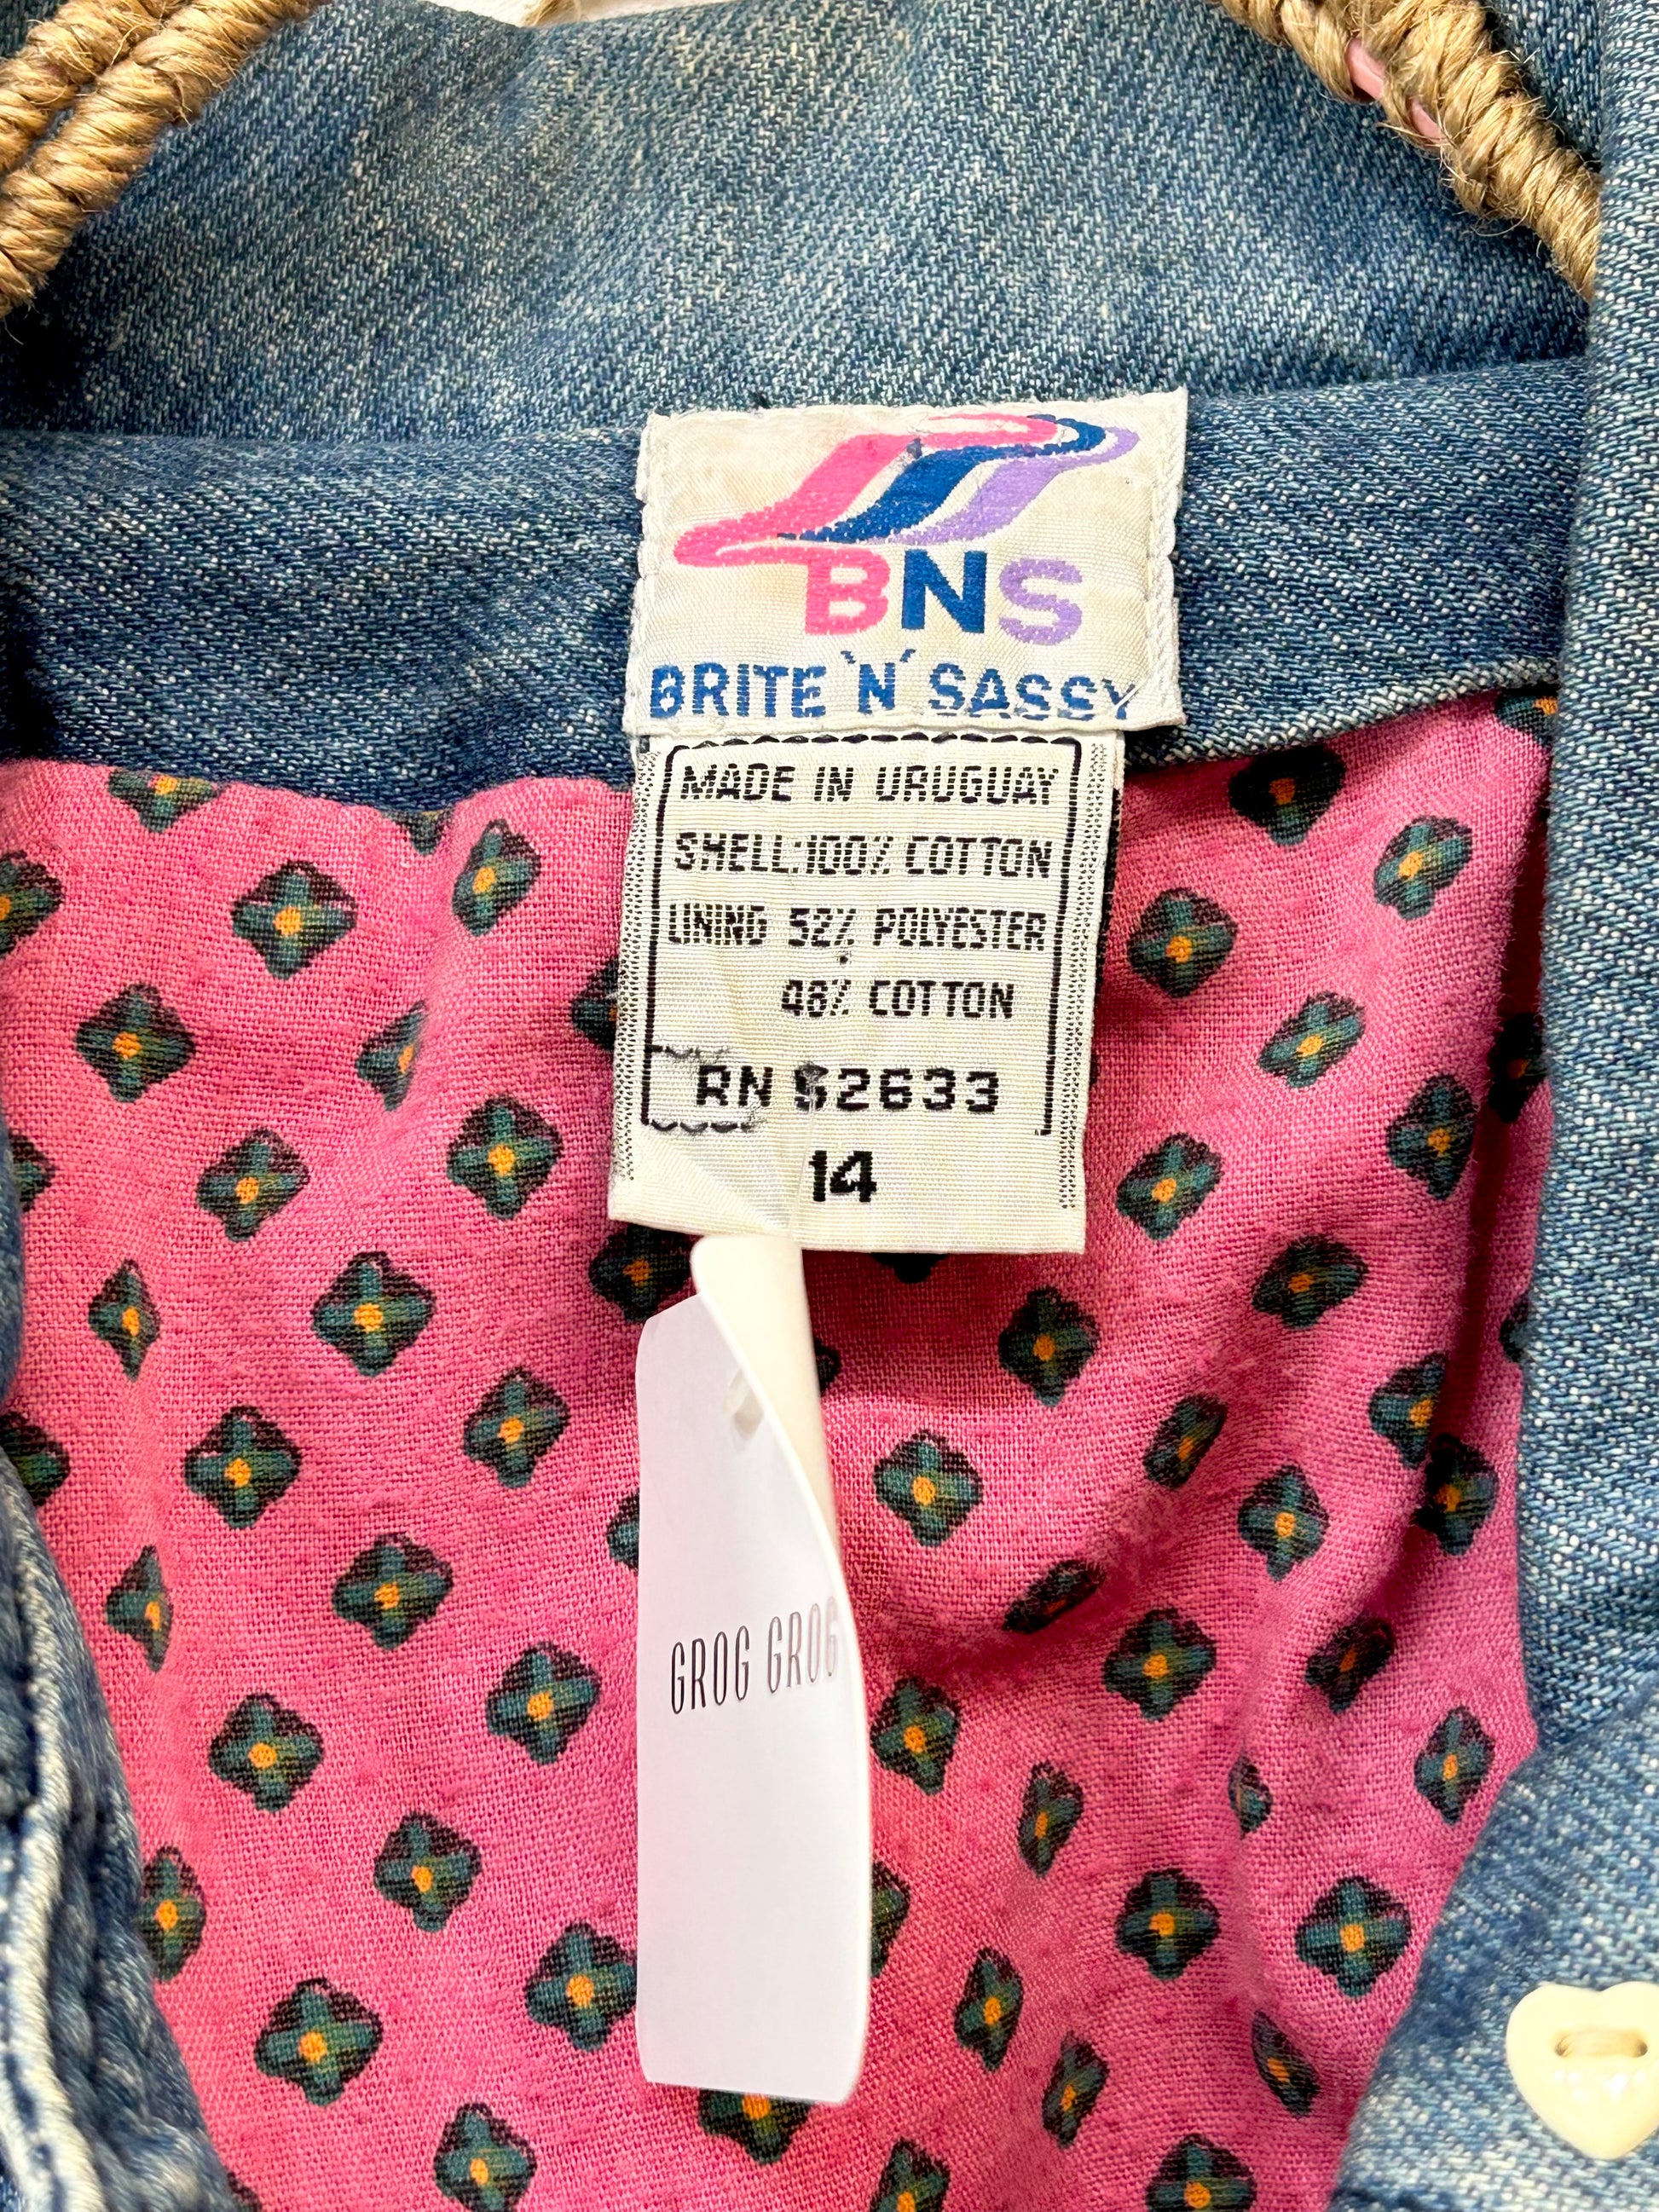 BNS
BRITE 'N' SASSY
MADE IN URUGUAY
SHELL:100% COTTON
LINING 52% POLYESTER
48% COTTON
RN 52633
14
GROG GROG